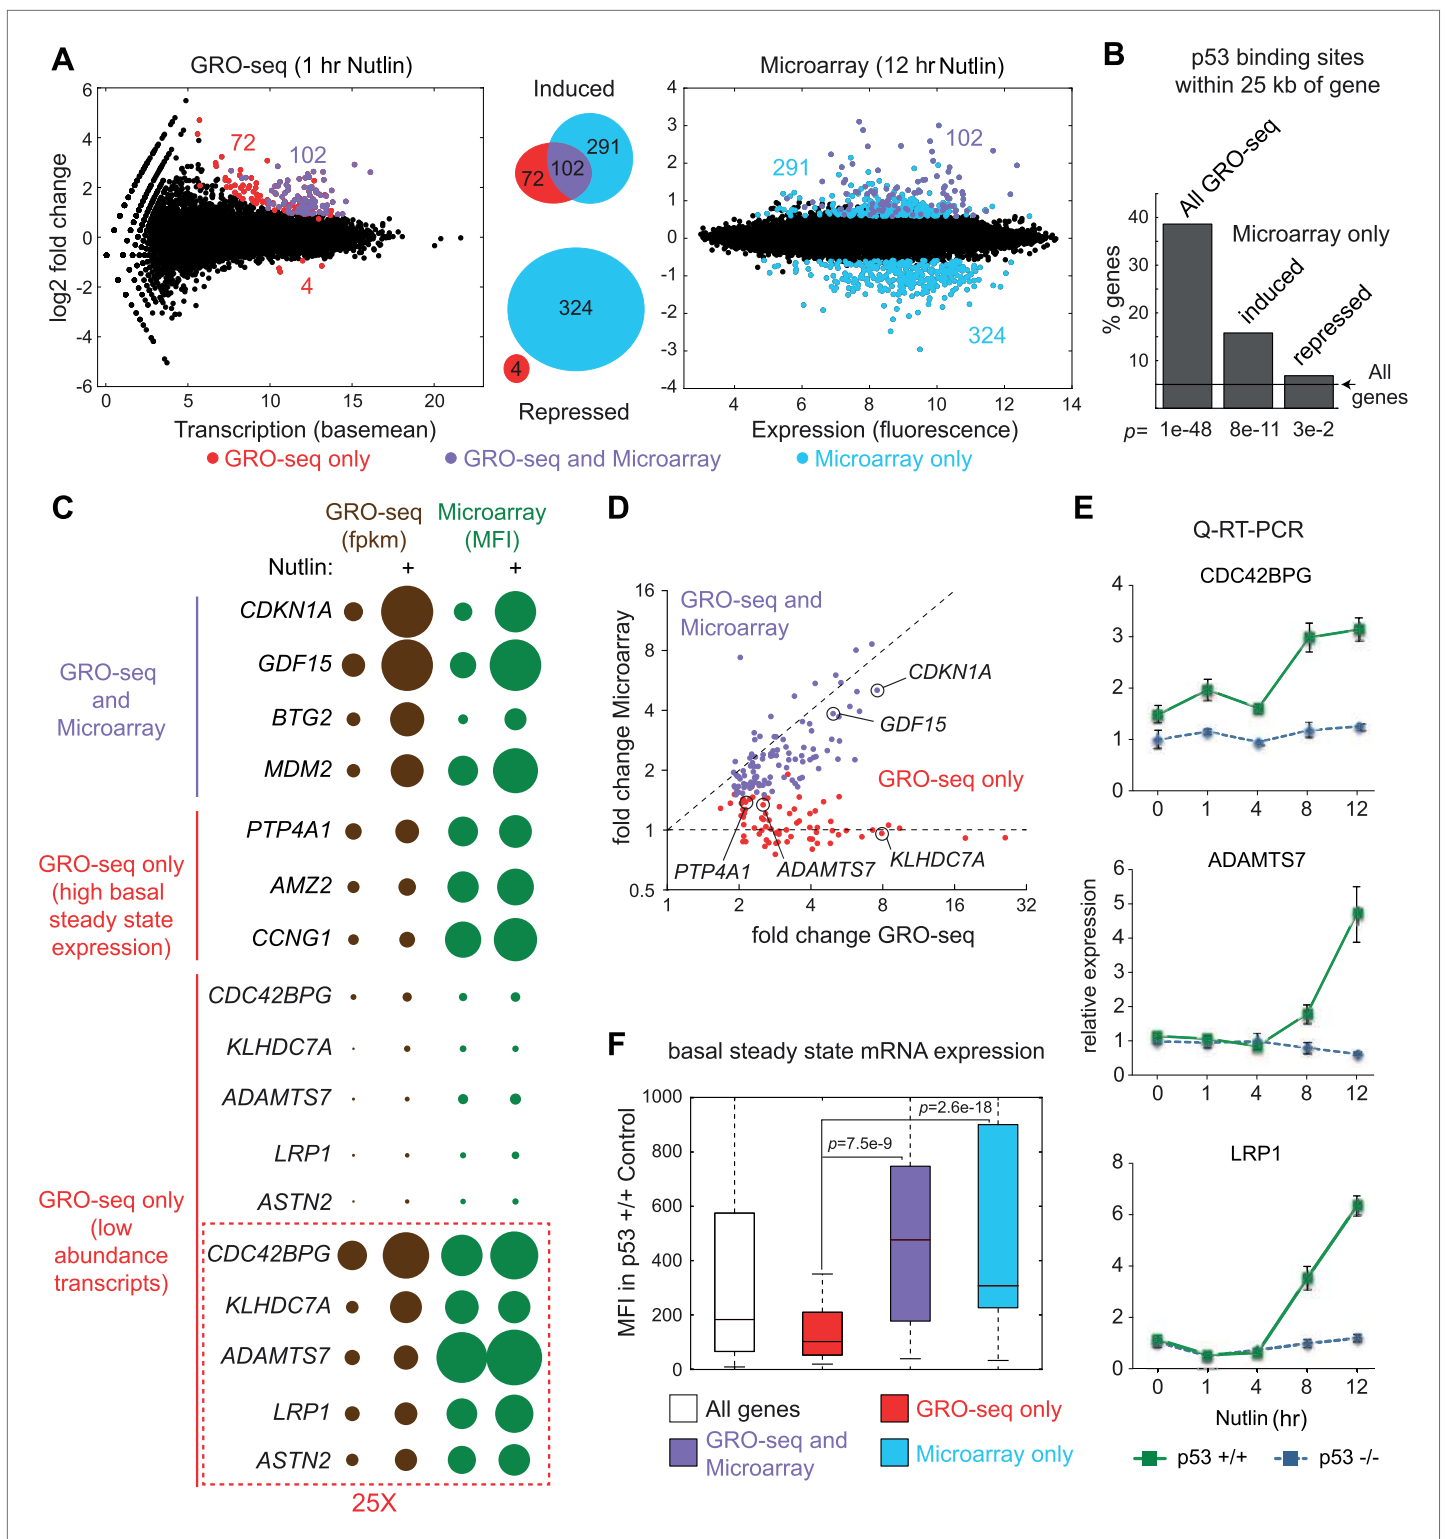 A
GRO-seq (1 hr Nutlin)
log2 fold change
6
4
2
0
-2
-4
-6
72
102
4
0
5
10
15
20
Transcription (basemean)
Induced
72
102
291
324
4
Repressed
Microarray (12 hr Nutlin)
4
3
2
1
0
-1
-2
-3
-4
291
102
324
4
6
8
10
12
14
Expression (fluorescence)
GRO-seq only
GRO-seq and Microarray
Microarray only
B
p53 binding sites
within 25 kb of gene
% genes
40
30
20
10
All GRO-seq
Microarray only
induced
repressed
All
genes
p= 1e-48 8e-11 3e-2
C
GRO-seq
(fpkm)
Microarray
(MFI)
Nutlin: + +
GRO-seq
and
Microarray
CDKN1A
GDF15
BTG2
MDM2
GRO-seq only
(high basal
steady state
expression)
PTP4A1
AMZ2
CCNG1
GRO-seq only
(low
abundance
transcripts)
CDC42BPG
KLHDC7A
ADAMTS7
LRP1
ASTN2
CDC42BPG
KLHDC7A
ADAMTS7
LRP1
ASTN2
25X
D
fold change Microarray
16
8
4
2
1
0.5
GRO-seq and
Microarray
CDKN1A
GDF15
GRO-seq only
PTP4A1
ADAMTS7
KLHDC7A
1
2
4
8
16
32
fold change GRO-seq
E
Q-RT-PCR
CDC42BPG
4
3
2
1
0
0
1
4
8
12
ADAMTS7
relative expression
6
5
4
3
2
1
0
0
1
4
8
12
LRP1
8
6
4
2
0
0
1
4
8
12
Nutlin (hr)
p53 +/+
p53 -/-
F
basal steady state mRNA expression
MFI in p53 +/+ Control
1000
800
600
400
200
0
p=7.5e-9
p=2.6e-18
All genes
GRO-seq only
GRO-seq and
Microarray
Microarray only